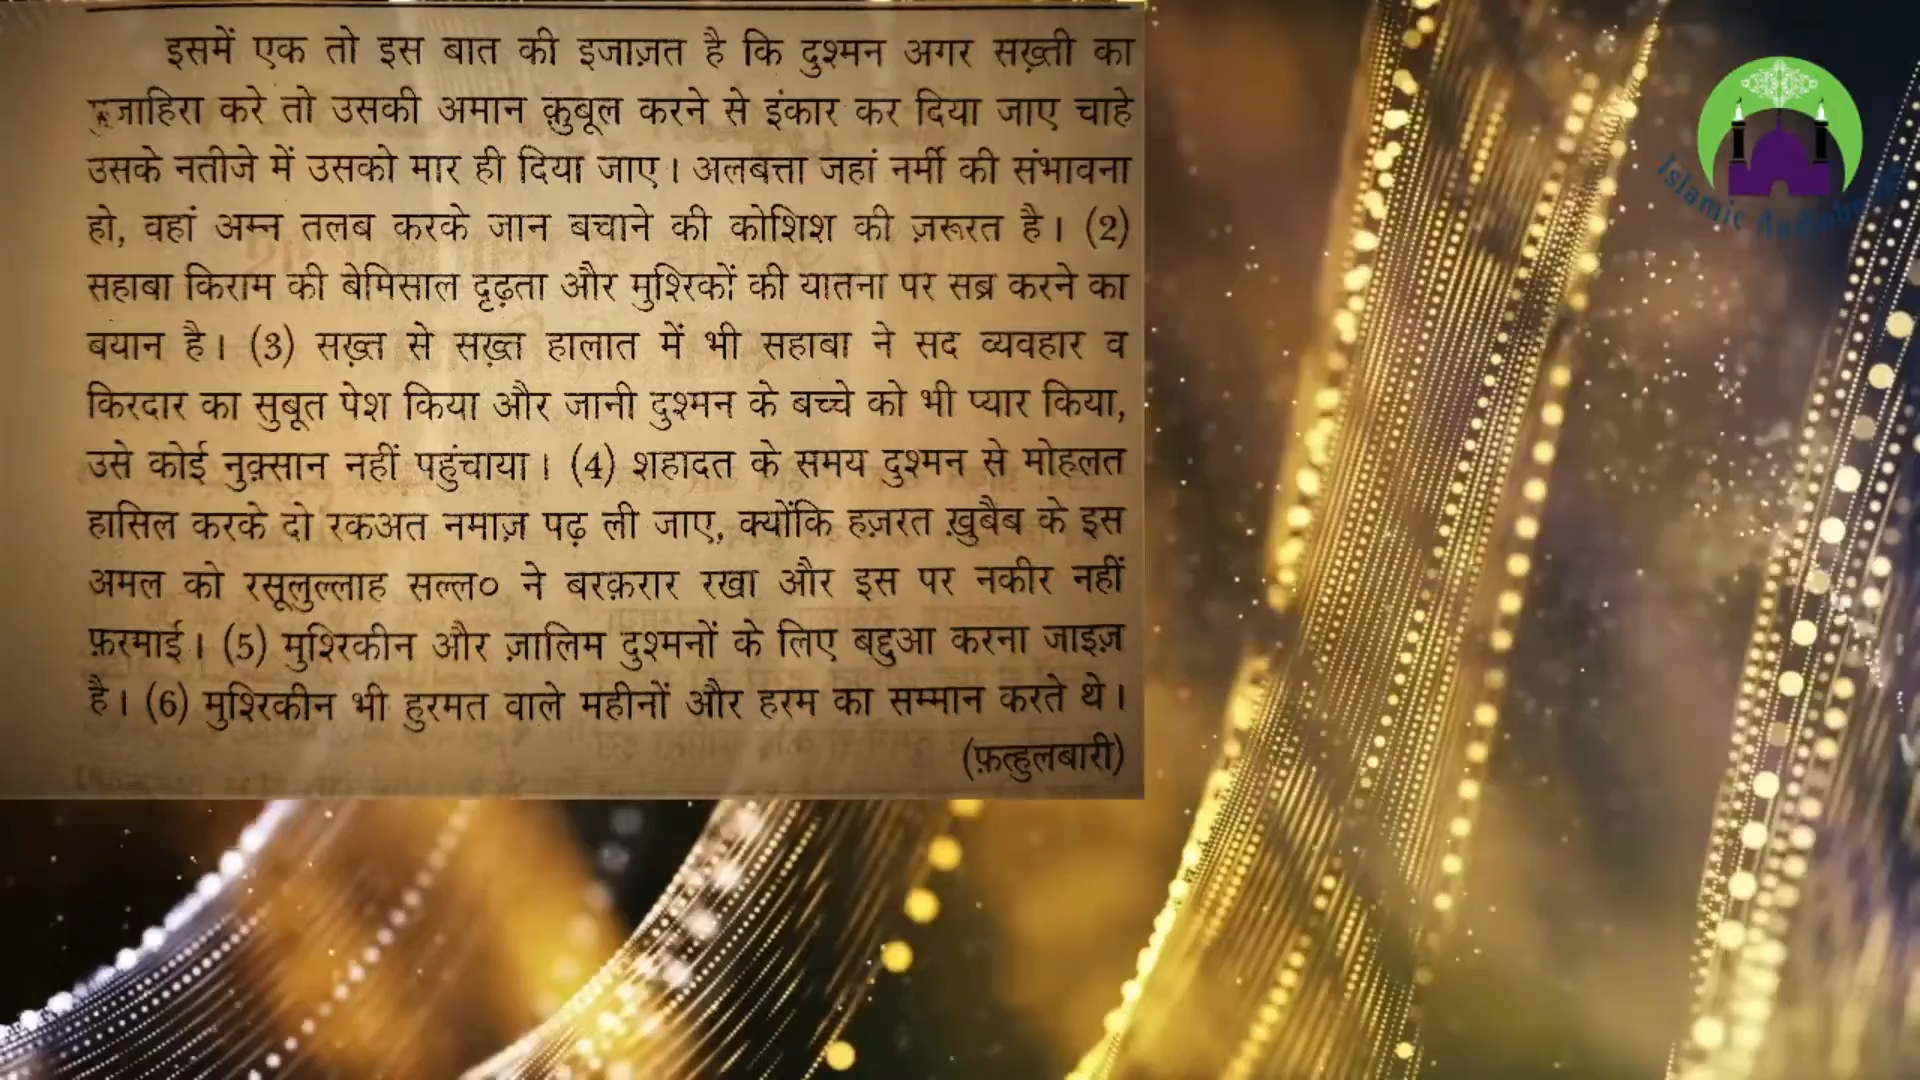 इसमें एक तो इस बात की इजाज़त है कि दुश्मन अगर सख़्ती का
मुजाहिरा करे तो उसकी अमान क़ुबूल करने से इंकार कर दिया जाए चाहे
उसके नतीजे में उसको मार ही दिया जाए। अलबत्ता जहां नर्मी की संभावना
हो, वहां अम्न तलब करके जान बचाने की कोशिश की ज़रूरत है। (2)
सहाबा किराम की बेमिसाल दृढ़ता और मुश्रिकों की यातना पर सब्र करने का
बयान है। (3) सख़्त से सख़्त हालात में भी सहाबा ने सद व्यवहार व
किरदार का सुबूत पेश किया और जानी दुश्मन के बच्चे को भी प्यार किया,
उसे कोई नुक़्सान नहीं पहुंचाया। (4) शहादत के समय दुश्मन से मोहलत
हासिल करके दो रकअत नमाज़ पढ़ ली जाए, क्योंकि हज़रत ख़ुबैब के इस
अमल को रसूलुल्लाह सल्ल० ने बरक़रार रखा और इस पर नकीर नहीं
फ़रमाई। (5) मुश्रिकीन और ज़ालिम दुश्मनों के लिए बद्दुआ करना जाइज़
है। (6) मुश्रिकीन भी हुरमत वाले महीनों और हरम का सम्मान करते थे।
(फ़त्हुलबारी)
Islamic